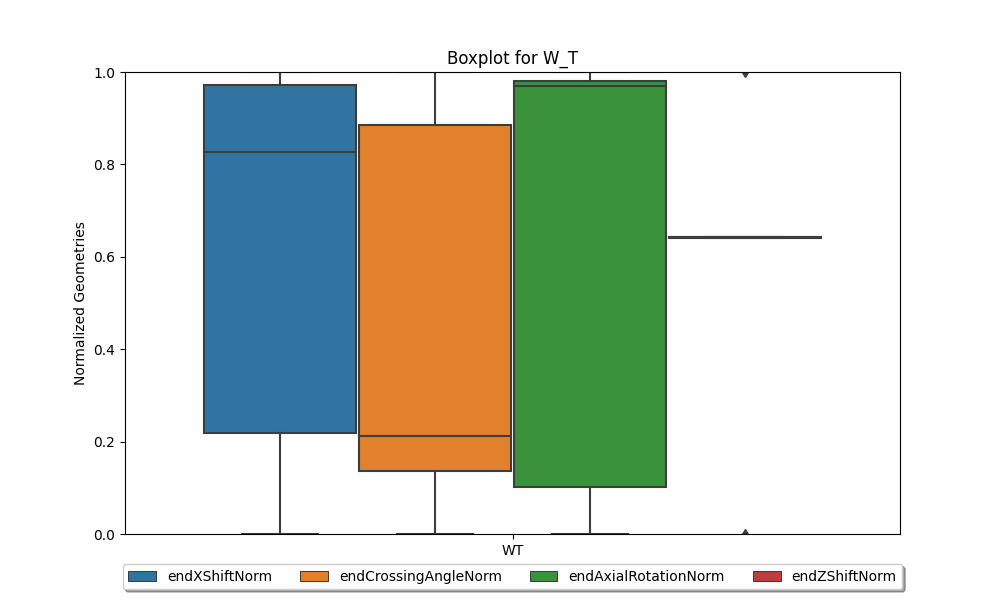 Boxplot for W_T
1.0
0.8
0.6
0.4
0.2
0.0
Normalized Geometries
WT
endXShiftNorm endCrossingAngleNorm endAxialRotationNorm endZShiftNorm